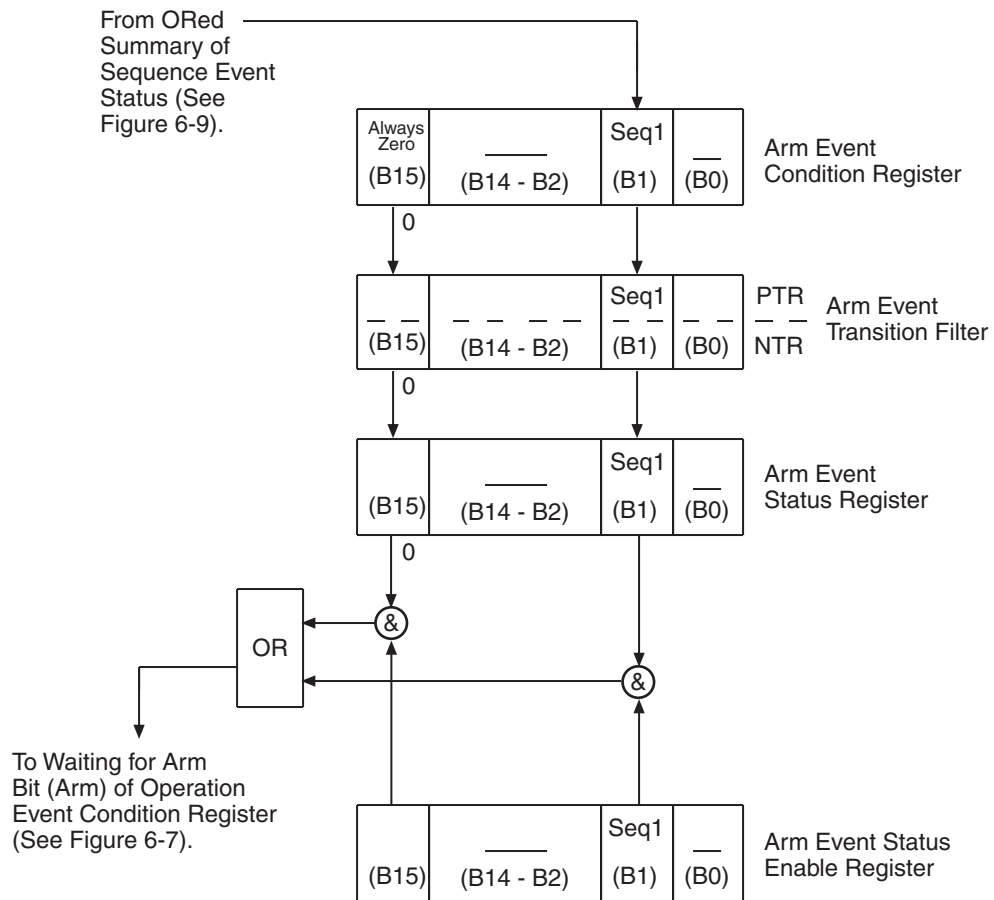 From ORed
Summary of
Sequence Event
Status (See
Figure 6-9).
Always
Zero
(B15)
(B14 - B2)
Seq1
(B1)
(B0)
Arm Event
Condition Register
0
(B15)
(B14 - B2)
Seq1
(B1)
(B0)
PTR
NTR
Arm Event
Transition Filter
0
(B15)
(B14 - B2)
Seq1
(B1)
(B0)
Arm Event
Status Register
0
&
OR
&
To Waiting for Arm
Bit (Arm) of Operation
Event Condition Register
(See Figure 6-7).
(B15)
(B14 - B2)
Seq1
(B1)
(B0)
Arm Event Status
Enable Register